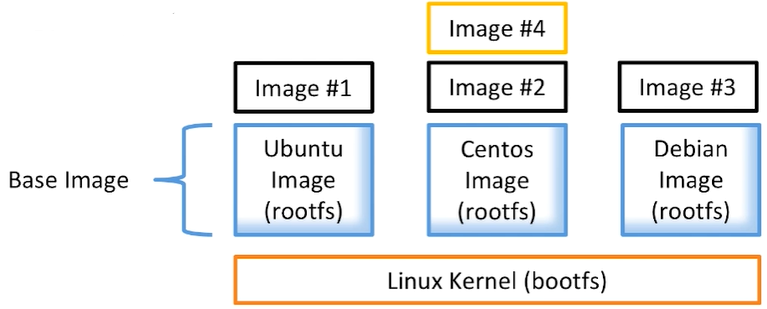 Image #4
Image #1
Image #2
Image #3
Base Image
Ubuntu
Image
(rootfs)
Centos
Image
(rootfs)
Debian
Image
(rootfs)
Linux Kernel (bootfs)